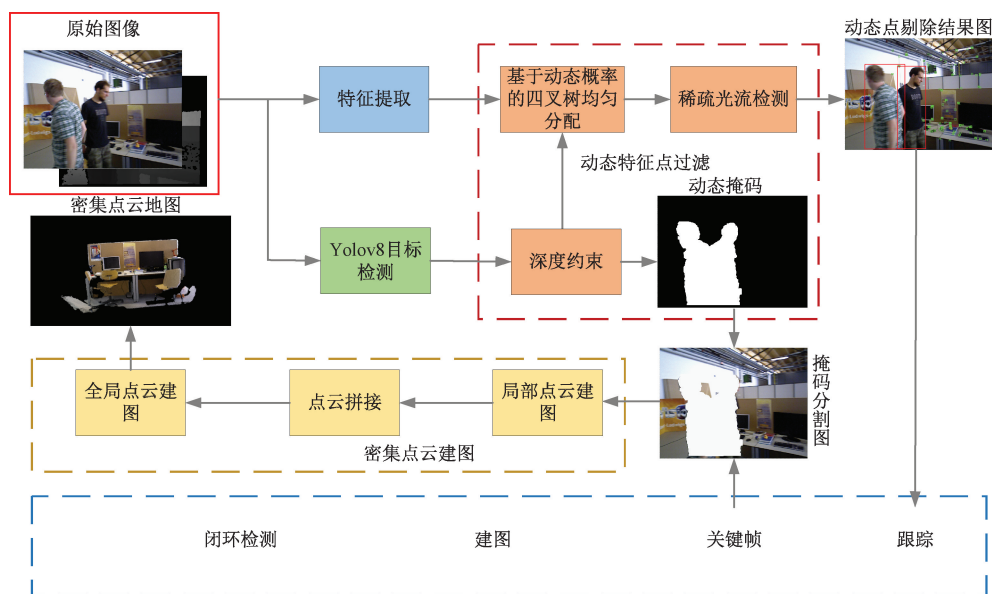 原始图像
动态点剔除结果图
特征提取
基于动态概率
的四叉树均匀
分配
稀疏光流检测
动态特征点过滤
动态掩码
密集点云地图
Yolov8目标
检测
深度约束
掩码分割图
全局点云建
图
点云拼接
局部点云建
图
密集点云建图
闭环检测
建图
关键帧
跟踪